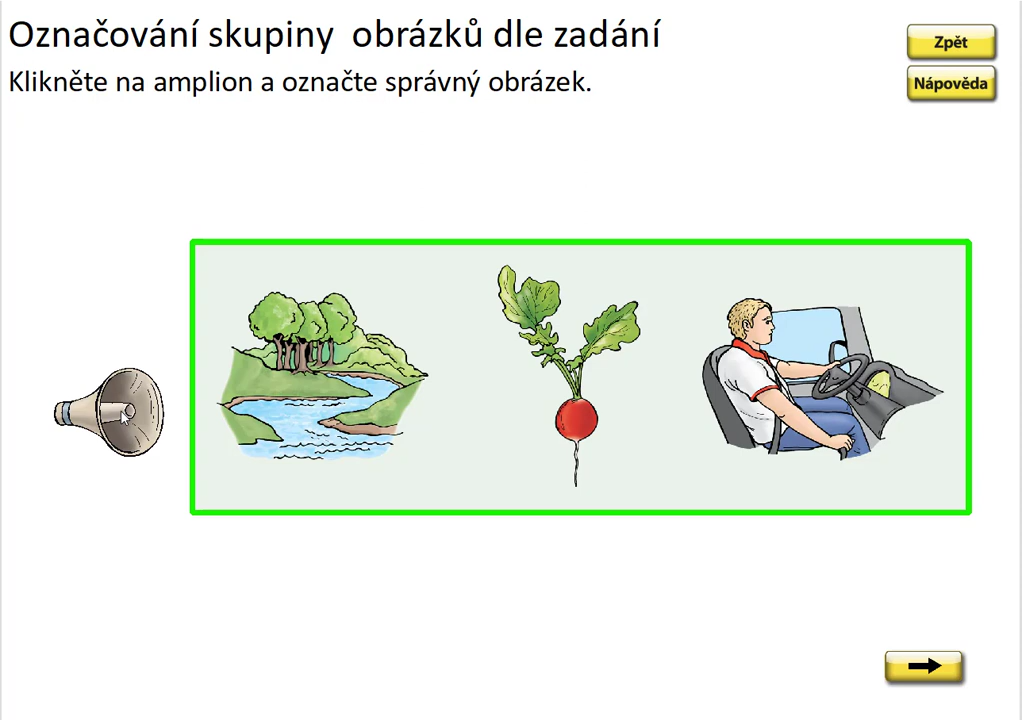 Označování skupiny  obrázků dle zadání
Klikněte na amplion a označte správný obrázek.
Zpět
Nápověda